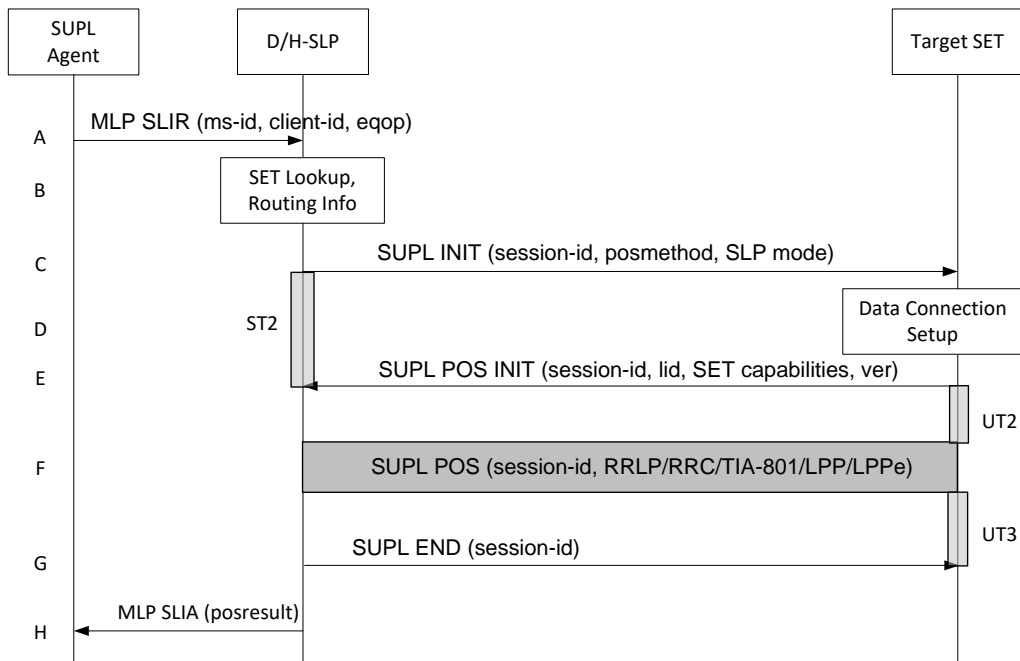 SUPL
Agent
D/H-SLP
Target SET
A
MLP SLIR (ms-id, client-id, eqop)
B
SET Lookup,
Routing Info
C
SUPL INIT (session-id, posmethod, SLP mode)
D
ST2
Data Connection
Setup
E
SUPL POS INIT (session-id, lid, SET capabilities, ver)
UT2
F
SUPL POS (session-id, RRLP/RRC/TIA-801/LPP/LPPe)
UT3
G
SUPL END (session-id)
H
MLP SLIA (posresult)